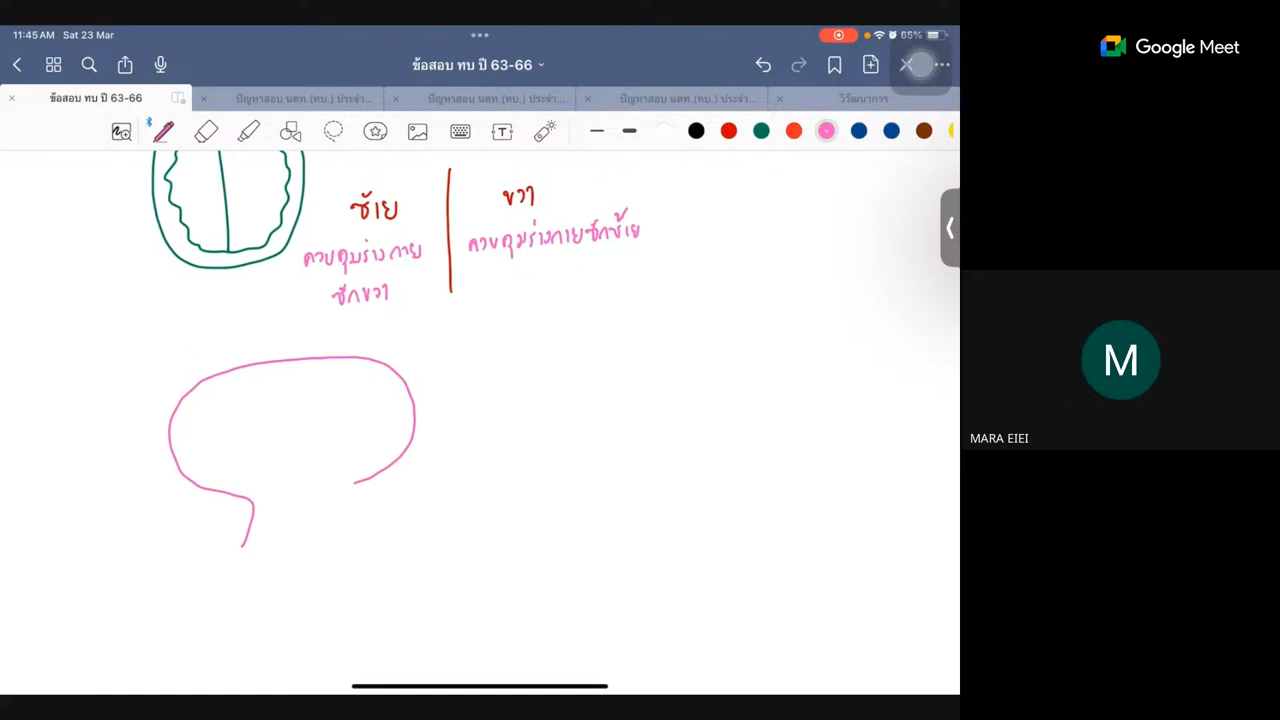 11:45AM Sat 23 Mar
65%
Google Meet
ข้อสอบ ทบ ปี 63-66
ข้อสอบ ทบ ปี 63-66
ปัญหาสอบ นตท.(ทบ.) ประจำ...
ปัญหาสอบ นตท.(ทบ.) ประจำ...
ปัญหาสอบ นตท.(ทบ.) ประจำ...
วิวัฒนาการ
T
ซ้าย
ขวา
ควบคุมร่างกาย
ซีกขวา
ควบคุมร่างกายซีกซ้าย
M
MARA EIEI